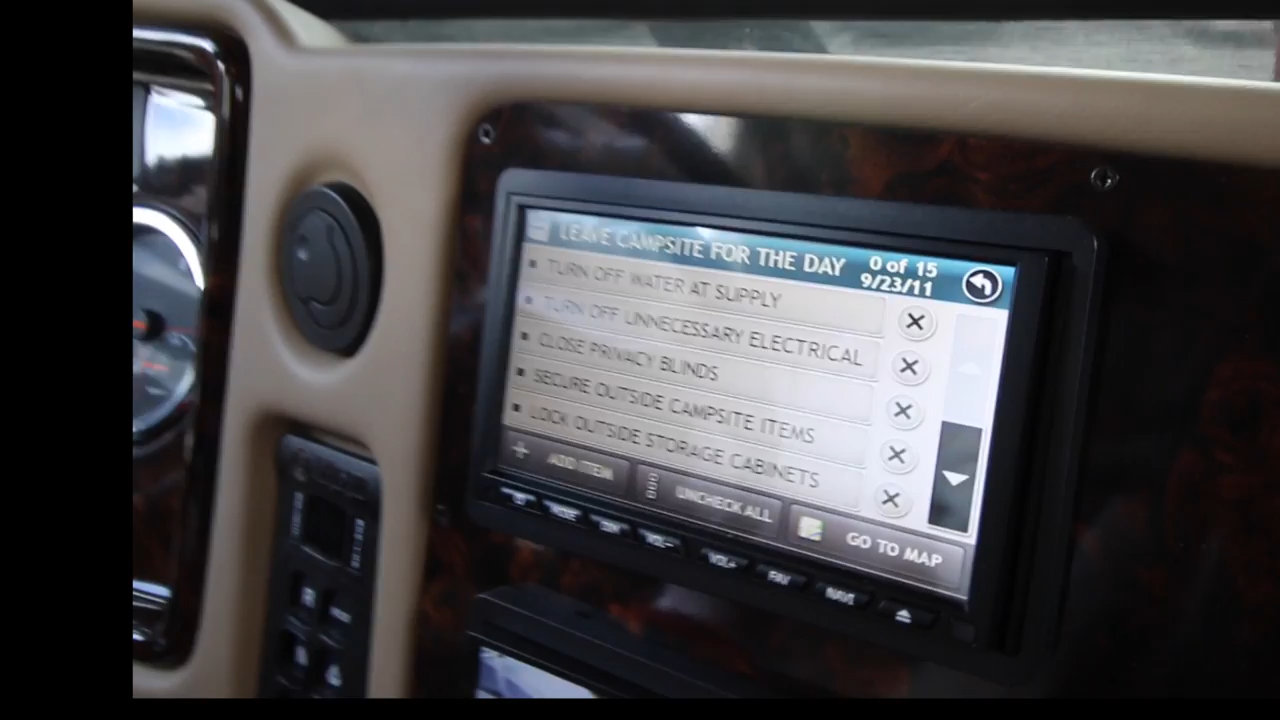 LEAVE CAMPSITE FOR THE DAY
0 of 15
9/23/11
TURN OFF WATER AT SUPPLY
TURN OFF UNNECESSARY ELECTRICAL
CLOSE PRIVACY BLINDS
SECURE OUTSIDE CAMPSITE ITEMS
LOCK OUTSIDE STORAGE CABINETS
ADD ITEM
UNCHECK ALL
GO TO MAP
MODE
VOL-
VOL+
FAV
NAVI